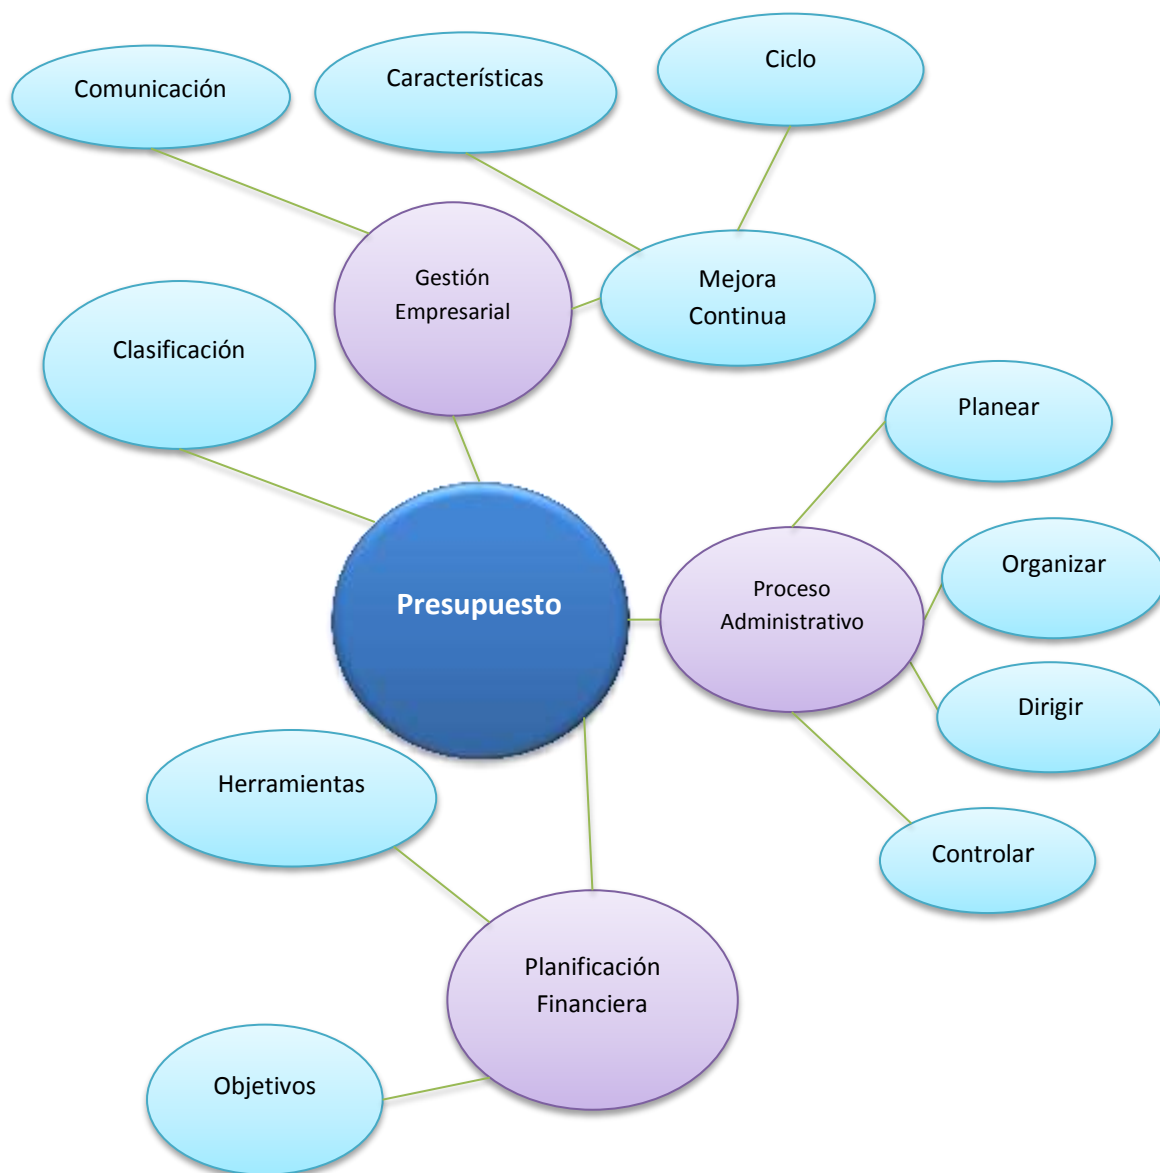 Ciclo
Características
Comunicación
Gestión
Empresarial
Mejora
Continua
Clasificación
Planear
Organizar
Presupuesto
Proceso
Administrativo
Dirigir
Herramientas
Controlar
Planificación
Financiera
Objetivos